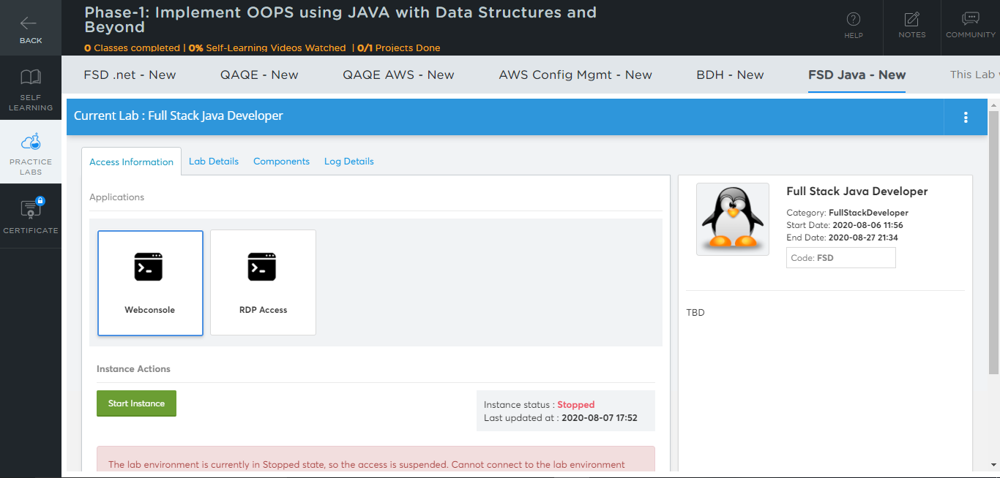 BACK
Phase-1: Implement OOPS using JAVA with Data Structures and
Beyond
0 Classes completed | 0% Self-Learning Videos Watched | 0/1 Projects Done
HELP
NOTES
COMMUNITY
SELF
LEARNING
PRACTICE
LABS
CERTIFICATE
FSD .net - New
QAQE - New
QAQE AWS - New
AWS Config Mgmt - New
BDH - New
FSD Java - New
This Lab
Current Lab : Full Stack Java Developer
Access Information
Lab Details
Components
Log Details
Applications
Webconsole
RDP Access
Instance Actions
Start Instance
Instance status : Stopped
Last updated at : 2020-08-07 17:52
The lab environment is currently in Stopped state, so the access is suspended. Cannot connect to the lab environment
Full Stack Java Developer
Category: FullStackDeveloper
Start Date: 2020-08-06 11:56
End Date: 2020-08-27 21:34
Code: FSD
TBD